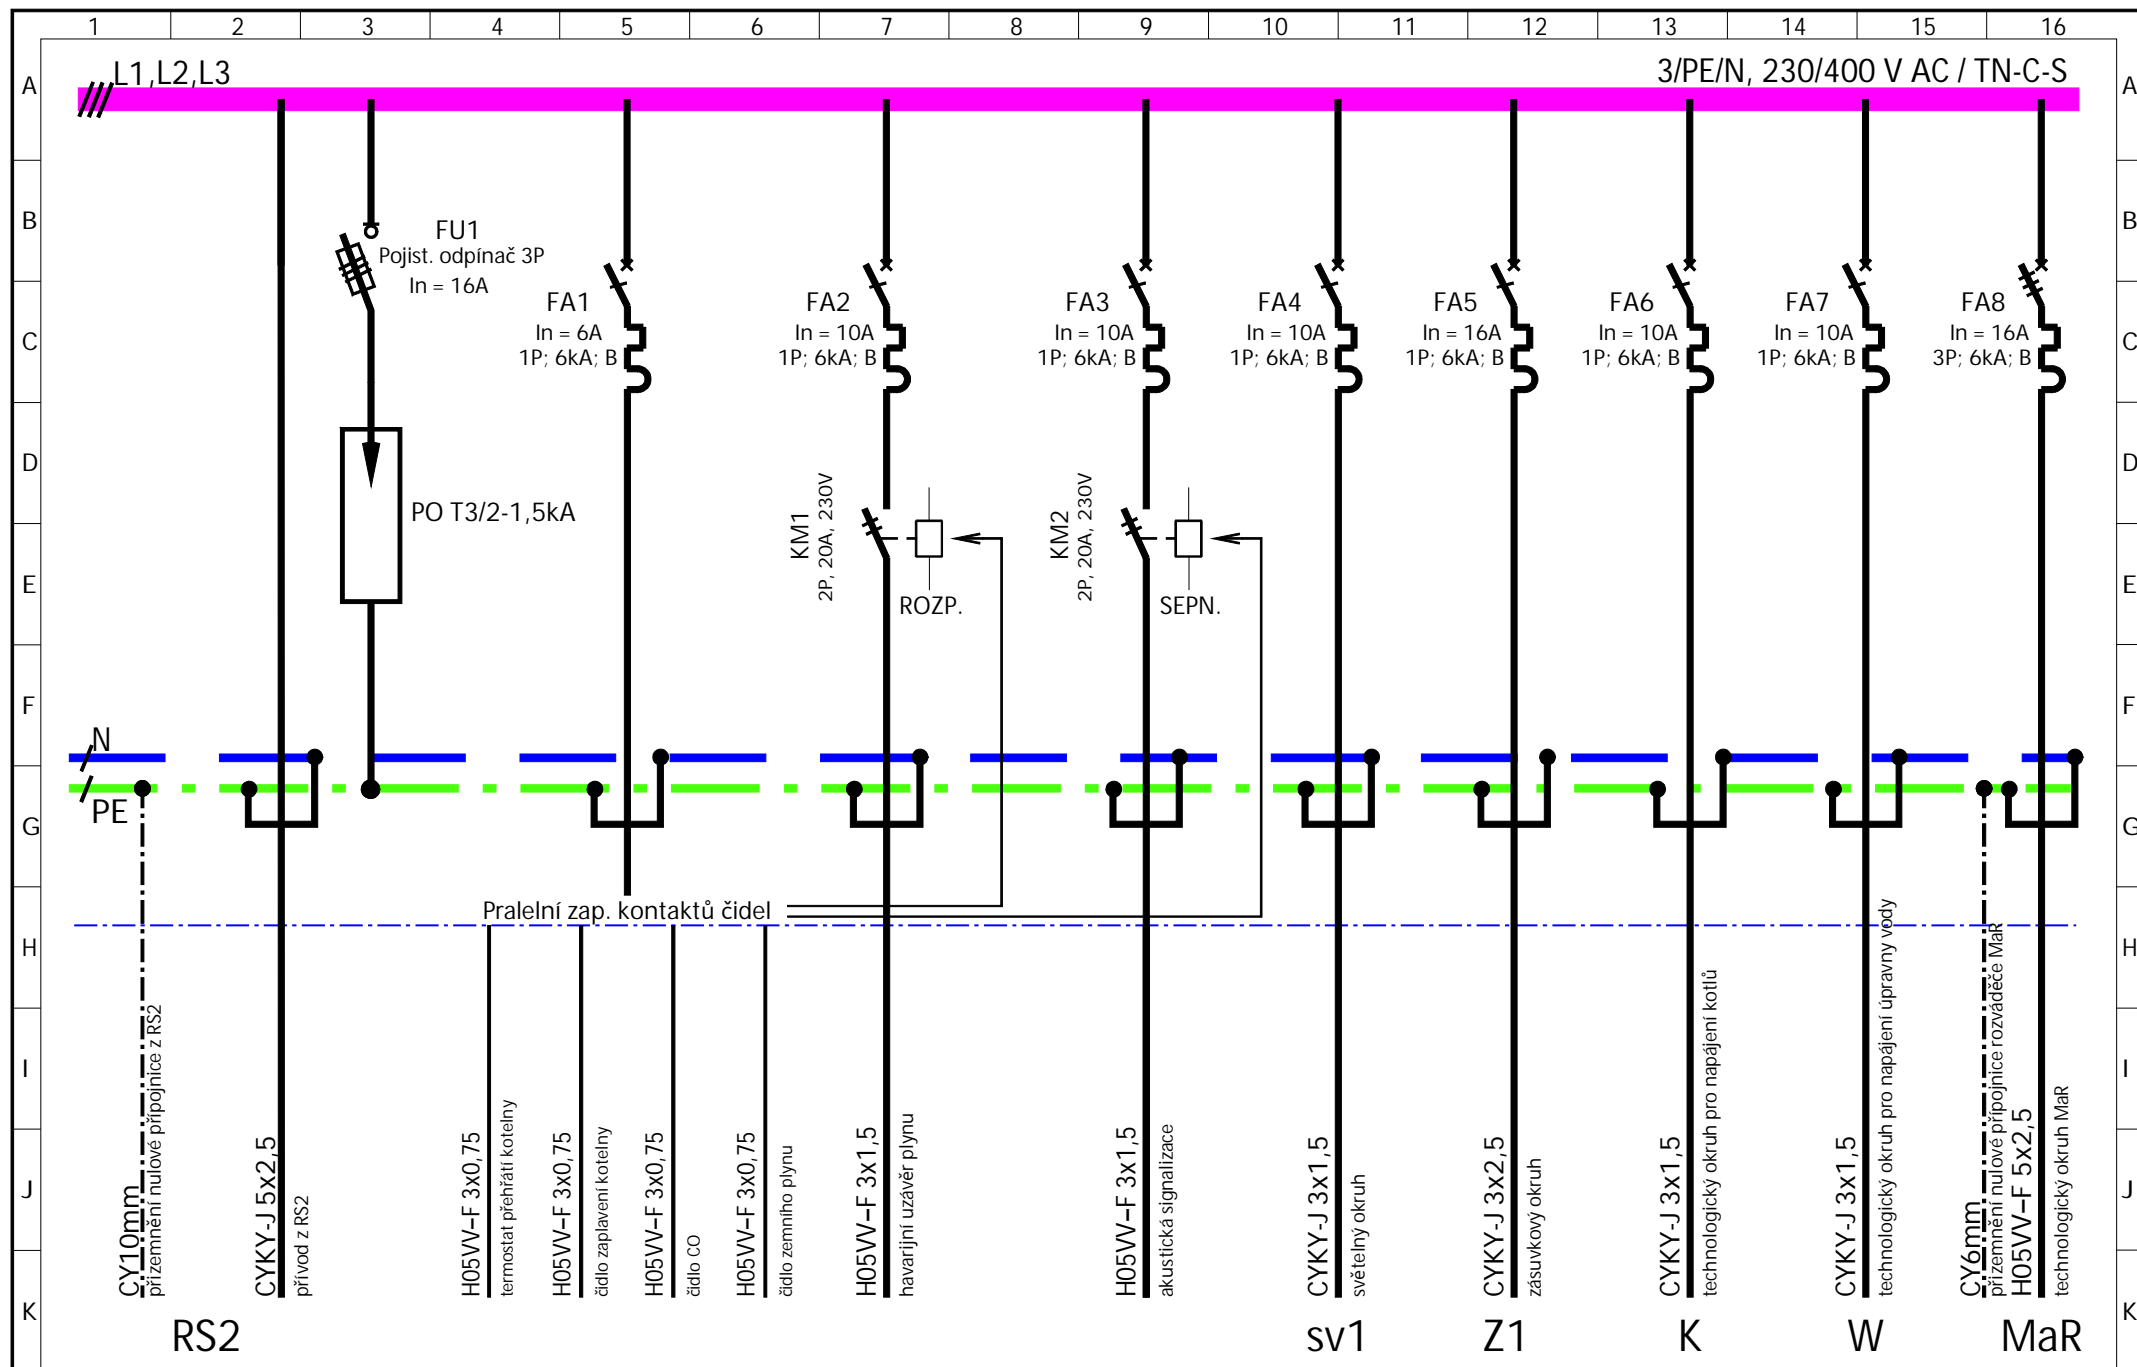 1 2 3 4 5 6 7 8 9 10 11 12 13 14 15 16
A A
L1,L2,L3
3/PE/N, 230/400 V AC / TN-C-S
B B
FU1
Pojist. odpínač 3P
In = 16A
C C
FA1
In = 6A
1P; 6kA; B
FA2
In = 10A
1P; 6kA; B
FA3
In = 10A
1P; 6kA; B
FA4
In = 10A
1P; 6kA; B
FA5
In = 16A
1P; 6kA; B
FA6
In = 10A
1P; 6kA; B
FA7
In = 10A
1P; 6kA; B
FA8
In = 16A
3P; 6kA; B
D D
PO T3/2-1,5kA
KM1
2P, 20A, 230V
ROZP.
KM2
2P, 20A, 230V
SEPN.
E E
F F
N
PE
G G
Pralelní zap. kontaktů čidel
H H
I I
J J
K K
CY10mm
přizemnění nulové přípojnice z RS2
CYKY-J 5x2,5
přívod z RS2
H05VV-F 3x0,75
termostat přehřátí kotelny
H05VV-F 3x0,75
čidlo zaplavení kotelny
H05VV-F 3x0,75
čidlo CO
H05VV-F 3x0,75
čidlo zemního plynu
H05VV-F 3x1,5
havarijní uzávěr plynu
H05VV-F 3x1,5
akustická signalizace
CYKY-J 3x1,5
světelný okruh
CYKY-J 3x2,5
zásuvkový okruh
CYKY-J 3x1,5
technologický okruh pro napájení kotlů
CYKY-J 3x1,5
technologický okruh pro napájení úpravny vody
CY6mm
přizemnění nulové přípojnice rozváděče MaR
H05VV-F 5x2,5
technologický okruh MaR
RS2 sv1 Z1 K W MaR